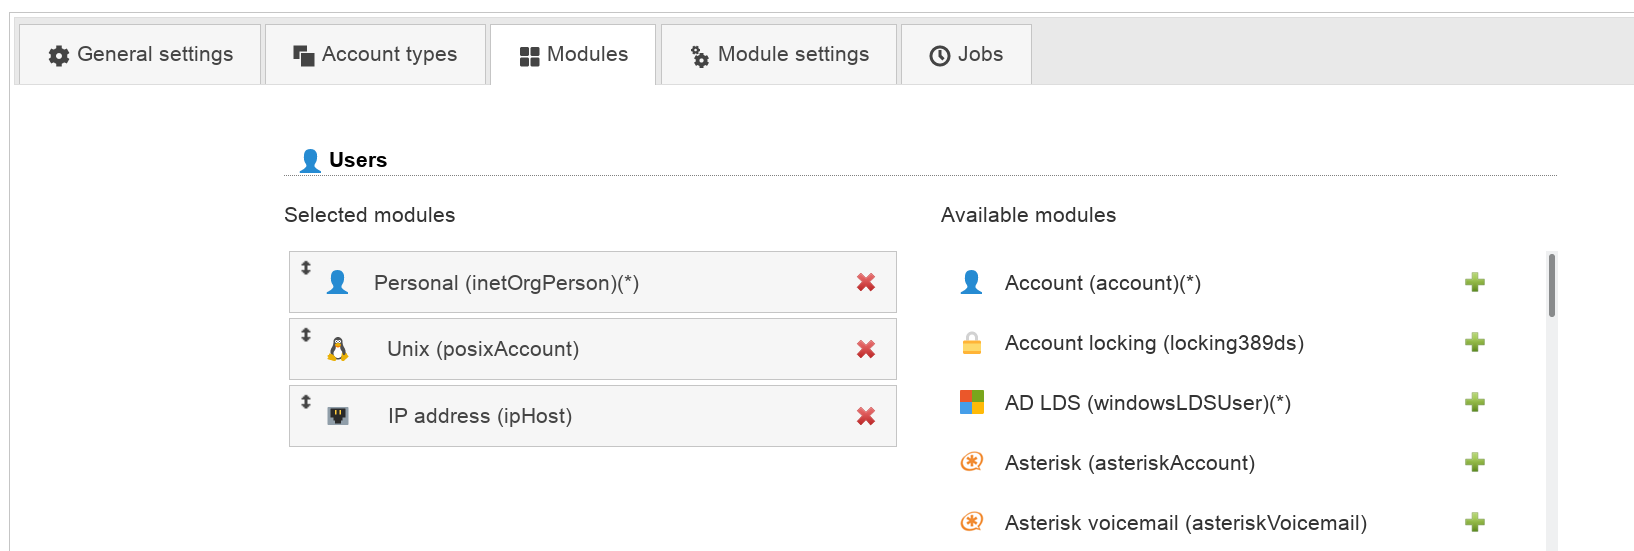 General settings Account types Modules Module settings Jobs
Users
Selected modules Available modules
Personal (inetOrgPerson)(*) Account (account)(*)
Unix (posixAccount) Account locking (locking389ds)
IP address (ipHost) AD LDS (windowsLDSUser)(*)
Asterisk (asteriskAccount)
Asterisk voicemail (asteriskVoicemail)